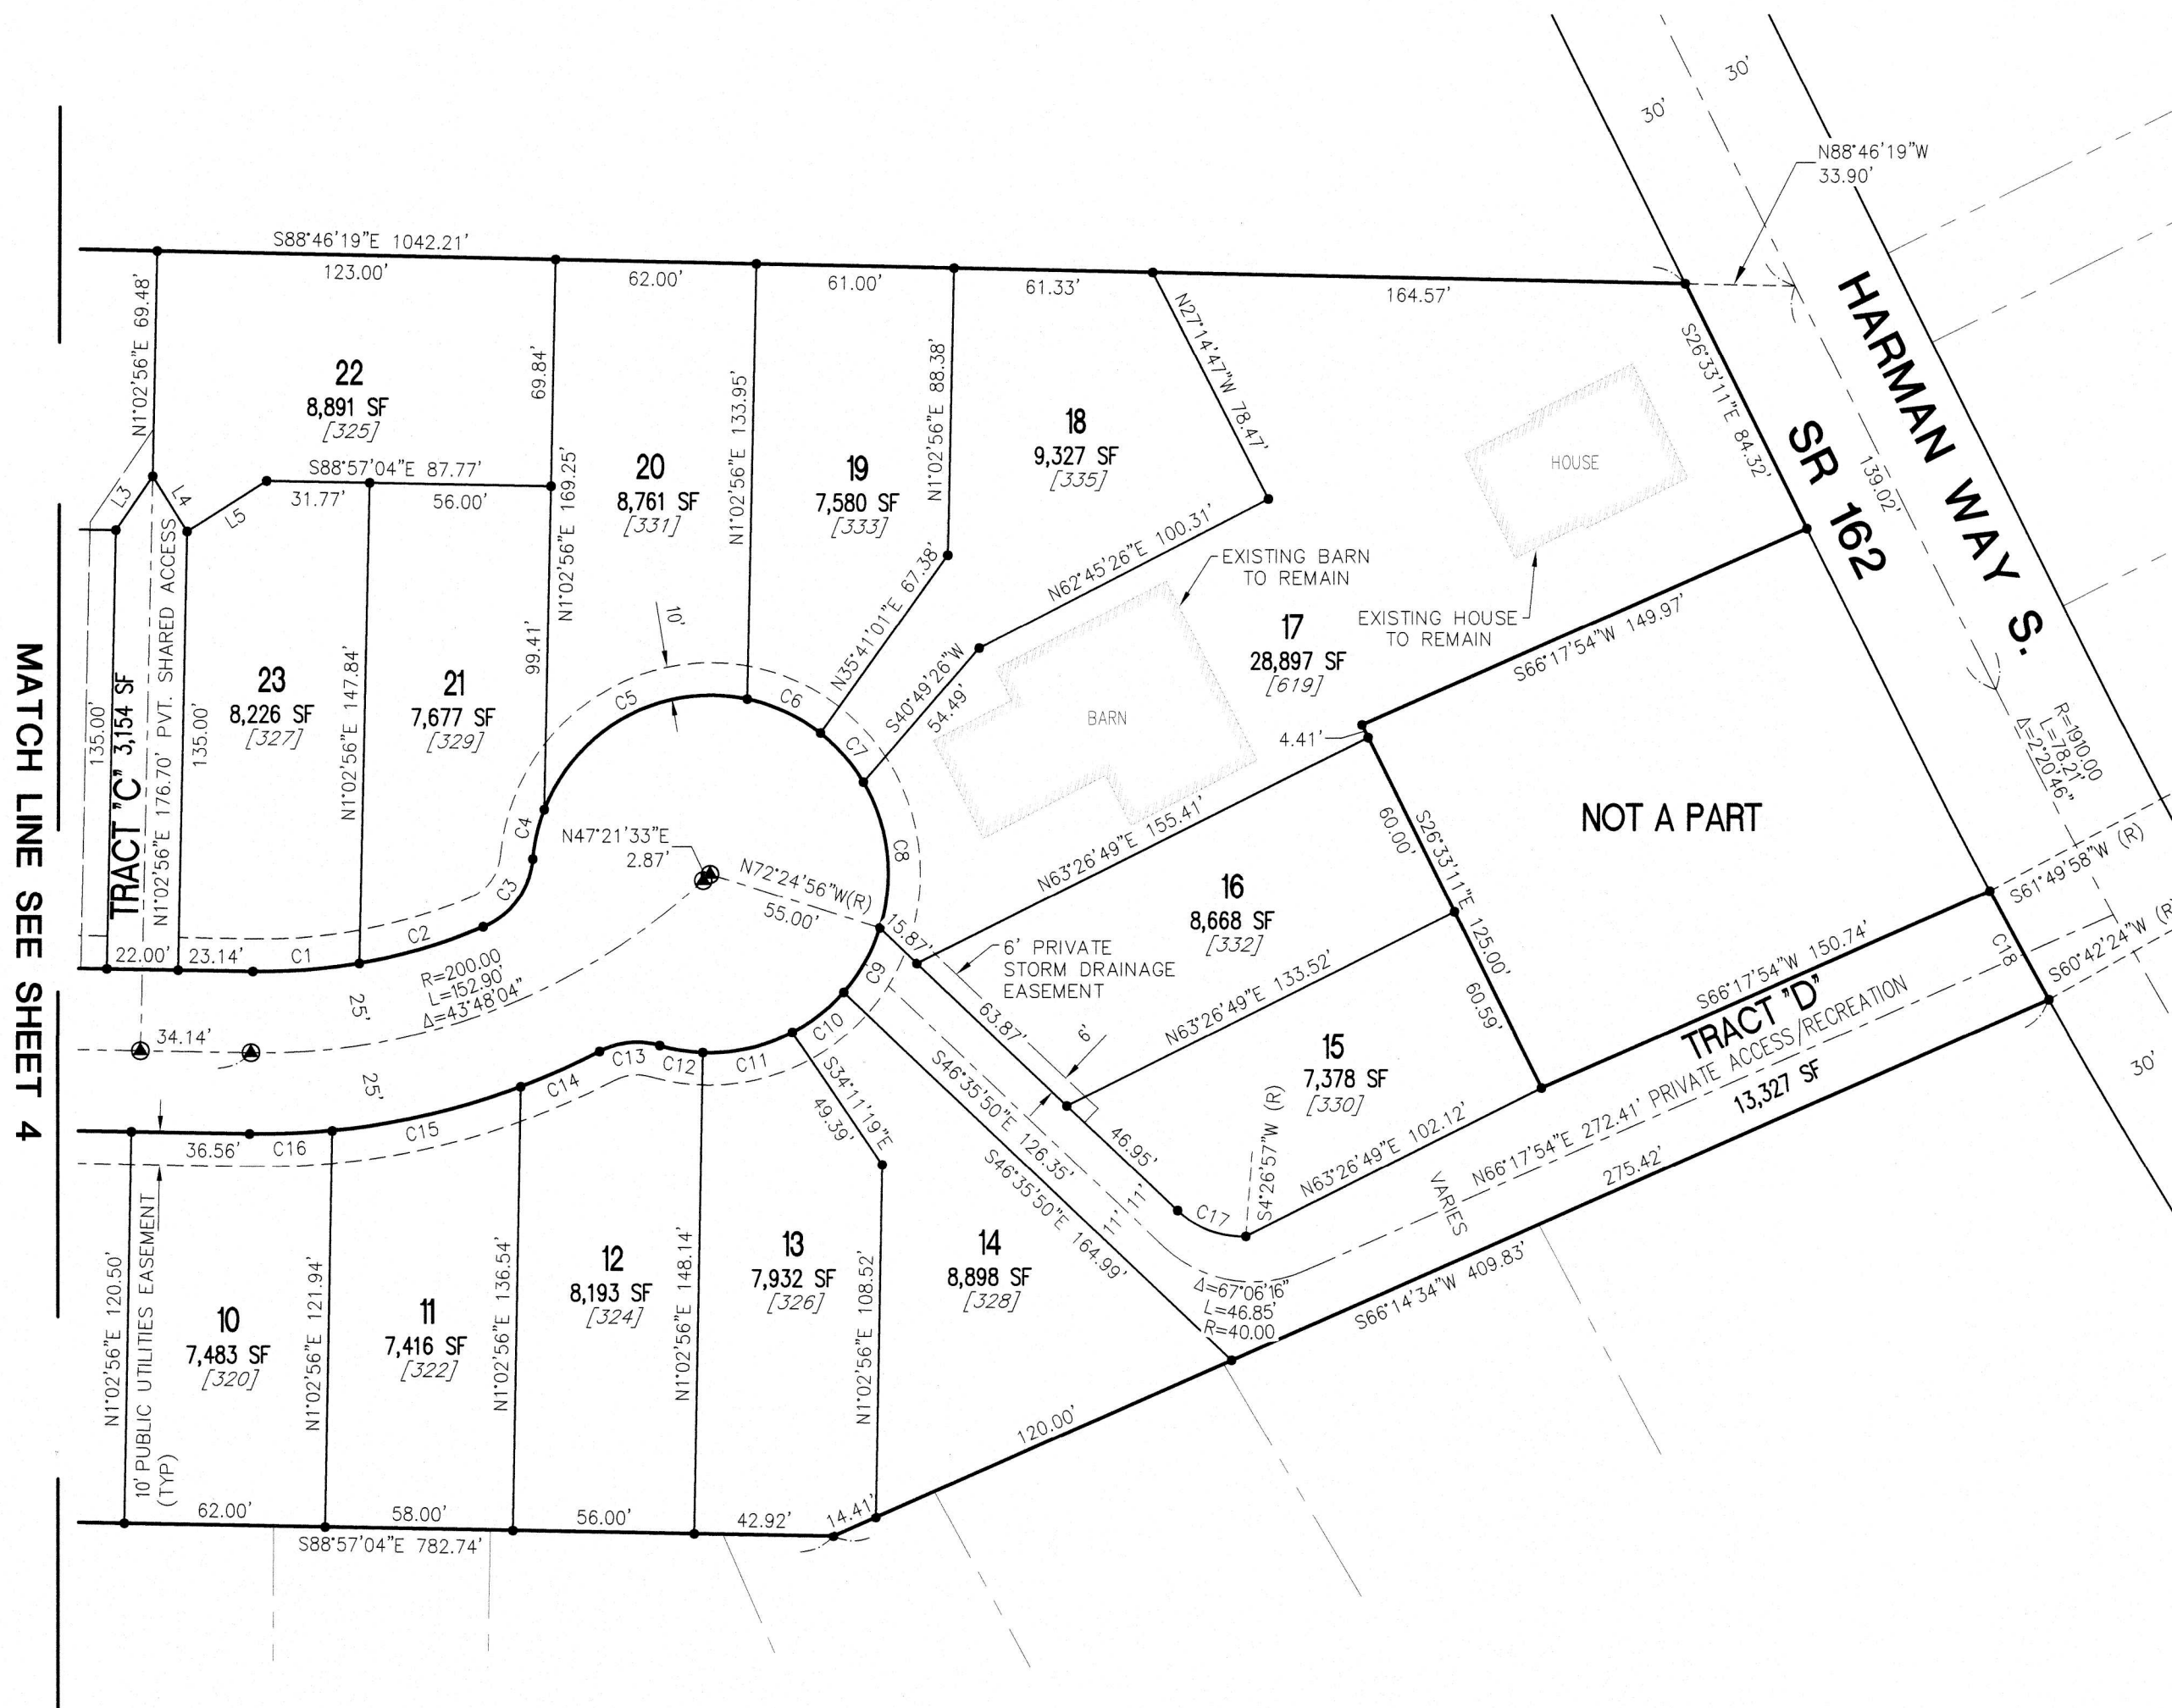 30'
30'
N88°46'19"W
33.90'
S88°46'19"E 1042.21'
123.00'
62.00'
61.00'
61.33'
164.57'
HARMAN WAY S.
SR 162
S26°33'11"E 84.32'
139.02'
R=1910.00
L=78.21'
Δ=2°20'46"
N1°02'56"E 69.48'
22
8,891 SF
[325]
69.84'
N1°02'56"E 169.25'
99.41'
S88°57'04"E 87.77'
31.77'
56.00'
L3
L4
L5
20
8,761 SF
[331]
N1°02'56"E 133.95'
19
7,580 SF
[333]
N1°02'56"E 88.38'
N35°41'01"E 67.38'
18
9,327 SF
[335]
N27°14'47"W 78.47'
N62°45'26"E 100.31'
S40°49'26"W
54.49'
HOUSE
EXISTING BARN
TO REMAIN
EXISTING HOUSE
TO REMAIN
17
28,897 SF
[619]
BARN
S66°17'54"W 149.97'
4.41'
MATCH LINE SEE SHEET 4
135.00'
TRACT "C" 3,154 SF
N1°02'56"E 176.70' PVT. SHARED ACCESS
135.00'
23
8,226 SF
[327]
N1°02'56"E 147.84'
21
7,677 SF
[329]
10'
C5
C6
C7
C8
C4
C3
C2
C1
22.00'
23.14'
N47°21'33"E
2.87'
N72°24'56"W(R)
55.00'
15.87'
R=200.00
L=152.90'
Δ=43°48'04"
25'
25'
34.14'
N63°26'49"E 155.41'
NOT A PART
60.00'
S26°33'11"E 125.00'
60.59'
16
8,668 SF
[332]
6' PRIVATE
STORM DRAINAGE
EASEMENT
63.87'
6'
N63°26'49"E 133.52'
15
7,378 SF
[330]
S61°49'58"W (R)
S60°42'24"W (R)
C18
S66°17'54"W 150.74'
TRACT "D"
N66°17'54"E 272.41' PRIVATE ACCESS/RECREATION
13,327 SF
275.42'
VARIES
30'
C9
C10
C11
C12
C13
C14
C15
C16
36.56'
S34°11'19"E
49.39'
S46°35'50"E 126.35'
S46°35'50"E 164.99'
11'
11'
46.95'
C17
S4°26'57"W (R)
N63°26'49"E 102.12'
Δ=67°06'16"
L=46.85'
R=40.00
S66°14'34"W 409.83'
N1°02'56"E 120.50'
10' PUBLIC UTILITIES EASEMENT
(TYP)
10
7,483 SF
[320]
N1°02'56"E 121.94'
11
7,416 SF
[322]
N1°02'56"E 136.54'
12
8,193 SF
[324]
N1°02'56"E 148.14'
13
7,932 SF
[326]
N1°02'56"E 108.52'
14
8,898 SF
[328]
120.00'
14.41'
62.00'
58.00'
56.00'
42.92'
S88°57'04"E 782.74'